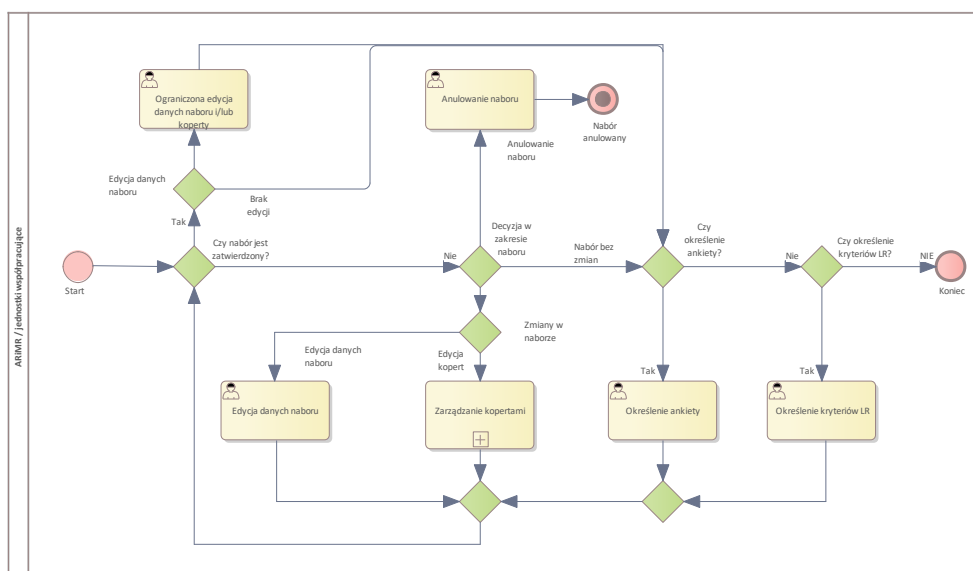 ARiMR / jednostki współpracujące
Ograniczona edycja
danych naboru i/lub
koperty
Anulowanie naboru
Nabór
anulowany
Anulowanie
naboru
Edycja danych
naboru
Brak
edycji
Tak
Czy nabór jest
zatwierdzony?
Decyzja w
zakresie
naboru
Czy
określenie
ankiety?
Czy określenie
kryteriów LR?
Nie
Nabór bez
zmian
Nie
NIE
Start
Koniec
Zmiany w
naborze
Edycja danych
naboru
Edycja
kopert
Tak
Tak
Edycja danych naboru
Zarządzanie kopertami
Określenie ankiety
Określenie kryteriów LR